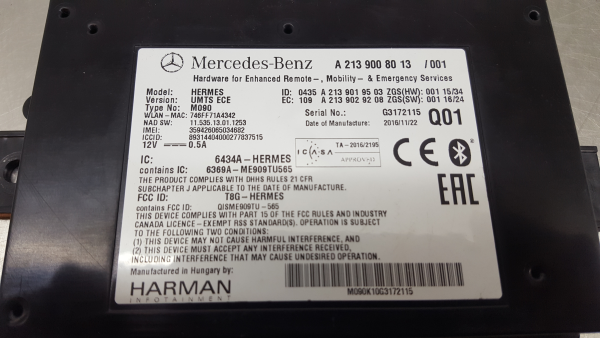 Mercedes-Benz A 213 900 80 13 / 001
Hardware for Enhanced Remote-, Mobility- & Emergency Services
Model: HERMES ID: 0435 A 213 901 95 03 ZGS(HW): 001 15/34
Version: UMTS ECE EC: 109 A 213 902 92 08 ZGS(SW): 001 16/24
Type No: M090 Serial No.: G3172115
WLAN-MAC: 746FF71A4342 Date of Manufacture: 2016/11/22 Q01
NAD SW: 11.535.13.01.1253
IMEI: 359426065034682
ICCID: 89314404000277837515
12V 0.5A
ICASA TA-2016/2195 APPROVED
CE
IC: 6434A-HERMES
contains IC: 6369A-ME909TU565
THE PRODUCT COMPLIES WITH DHHS RULES 21 CFR
SUBCHAPTER J APPLICABLE TO THE DATE OF MANUFACTURE.
FCC ID: T8G-HERMES
contains FCC ID: QISME909TU-565
EAC
THIS DEVICE COMPLIES WITH PART 15 OF THE FCC RULES AND INDUSTRY
CANADA LICENCE-EXEMPT RSS STANDARD(S). OPERATION IS SUBJECT
TO THE FOLLOWING TWO CONDITIONS:
(1) THIS DEVICE MAY NOT CAUSE HARMFUL INTERFERENCE, AND
(2) THIS DEVICE MUST ACCEPT ANY INTERFERENCE RECEIVED,
INCLUDING INTERFERENCE THAT MAY CAUSE UNDESIRED OPERATION.
Manufactured in Hungary by:
HARMAN
INFOTAINMENT
M090K10G3172115